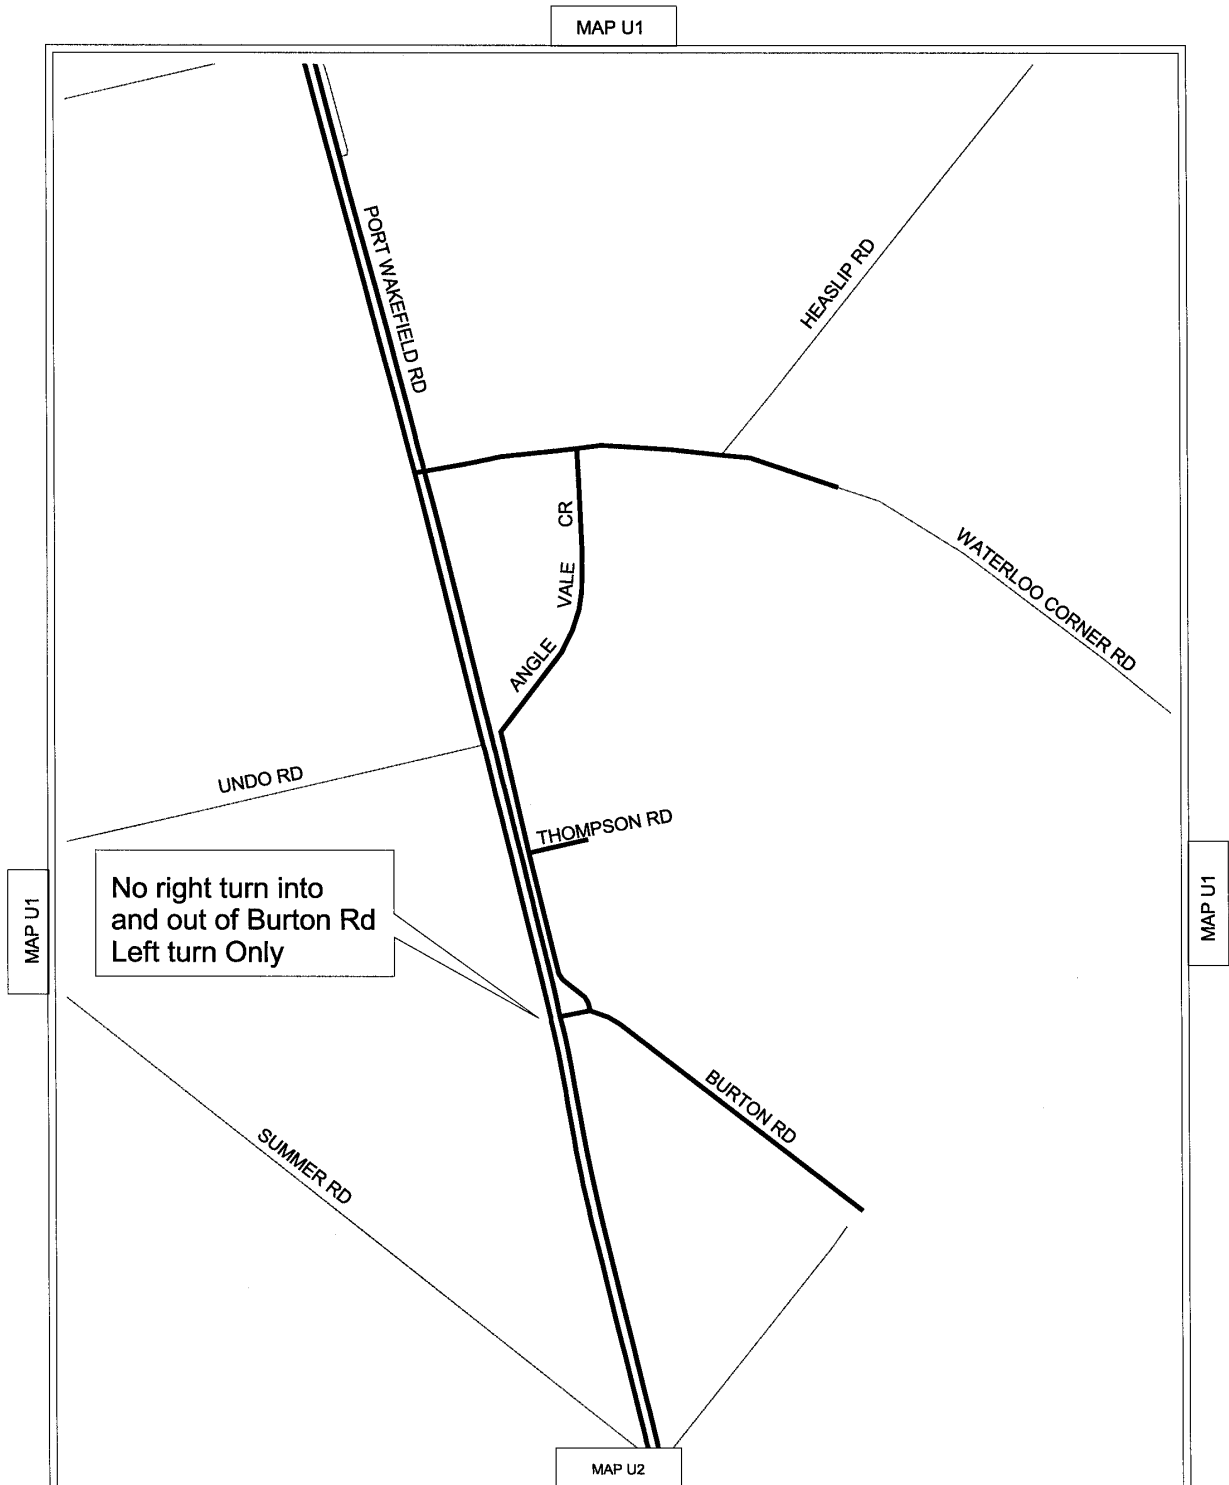 MAP U1
PORT WAKEFIELD RD
HEASLIP RD
WATERLOO CORNER RD
ANGLE VALE CR
UNDO RD
THOMPSON RD
No right turn into
and out of Burton Rd
Left turn Only
MAP U1
MAP U1
BURTON RD
SUMMER RD
MAP U2